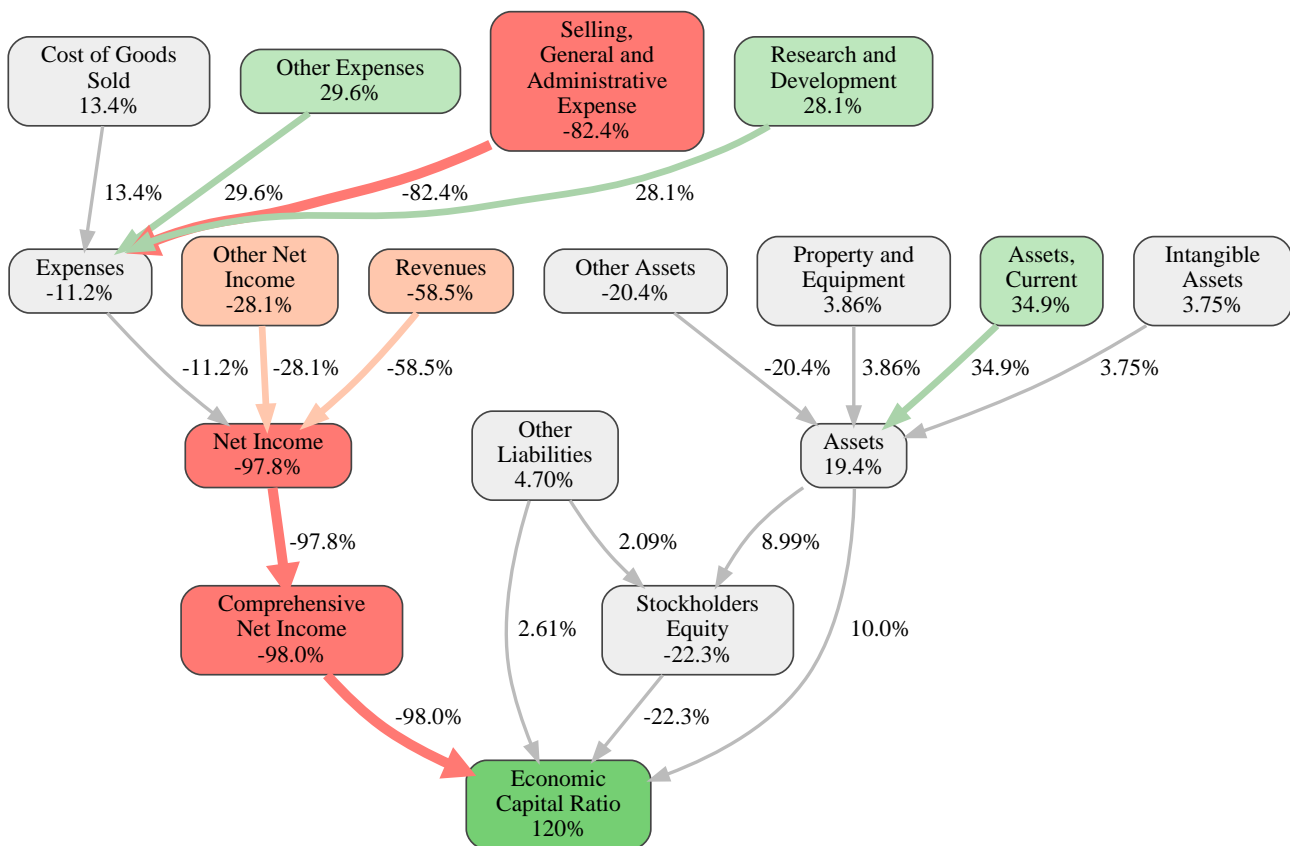 Cost of Goods
Sold
13.4%
Other Expenses
29.6%
Selling,
General and
Administrative
Expense
-82.4%
Research and
Development
28.1%
13.4%
29.6%
-82.4%
28.1%
Expenses
-11.2%
Other Net
Income
-28.1%
Revenues
-58.5%
Other Assets
-20.4%
Property and
Equipment
3.86%
Assets,
Current
34.9%
Intangible
Assets
3.75%
-11.2%
-28.1%
-58.5%
-20.4%
3.86%
34.9%
3.75%
Net Income
-97.8%
Other
Liabilities
4.70%
Assets
19.4%
-97.8%
2.09%
8.99%
Comprehensive
Net Income
-98.0%
2.61%
Stockholders
Equity
-22.3%
10.0%
-98.0%
-22.3%
Economic
Capital Ratio
120%